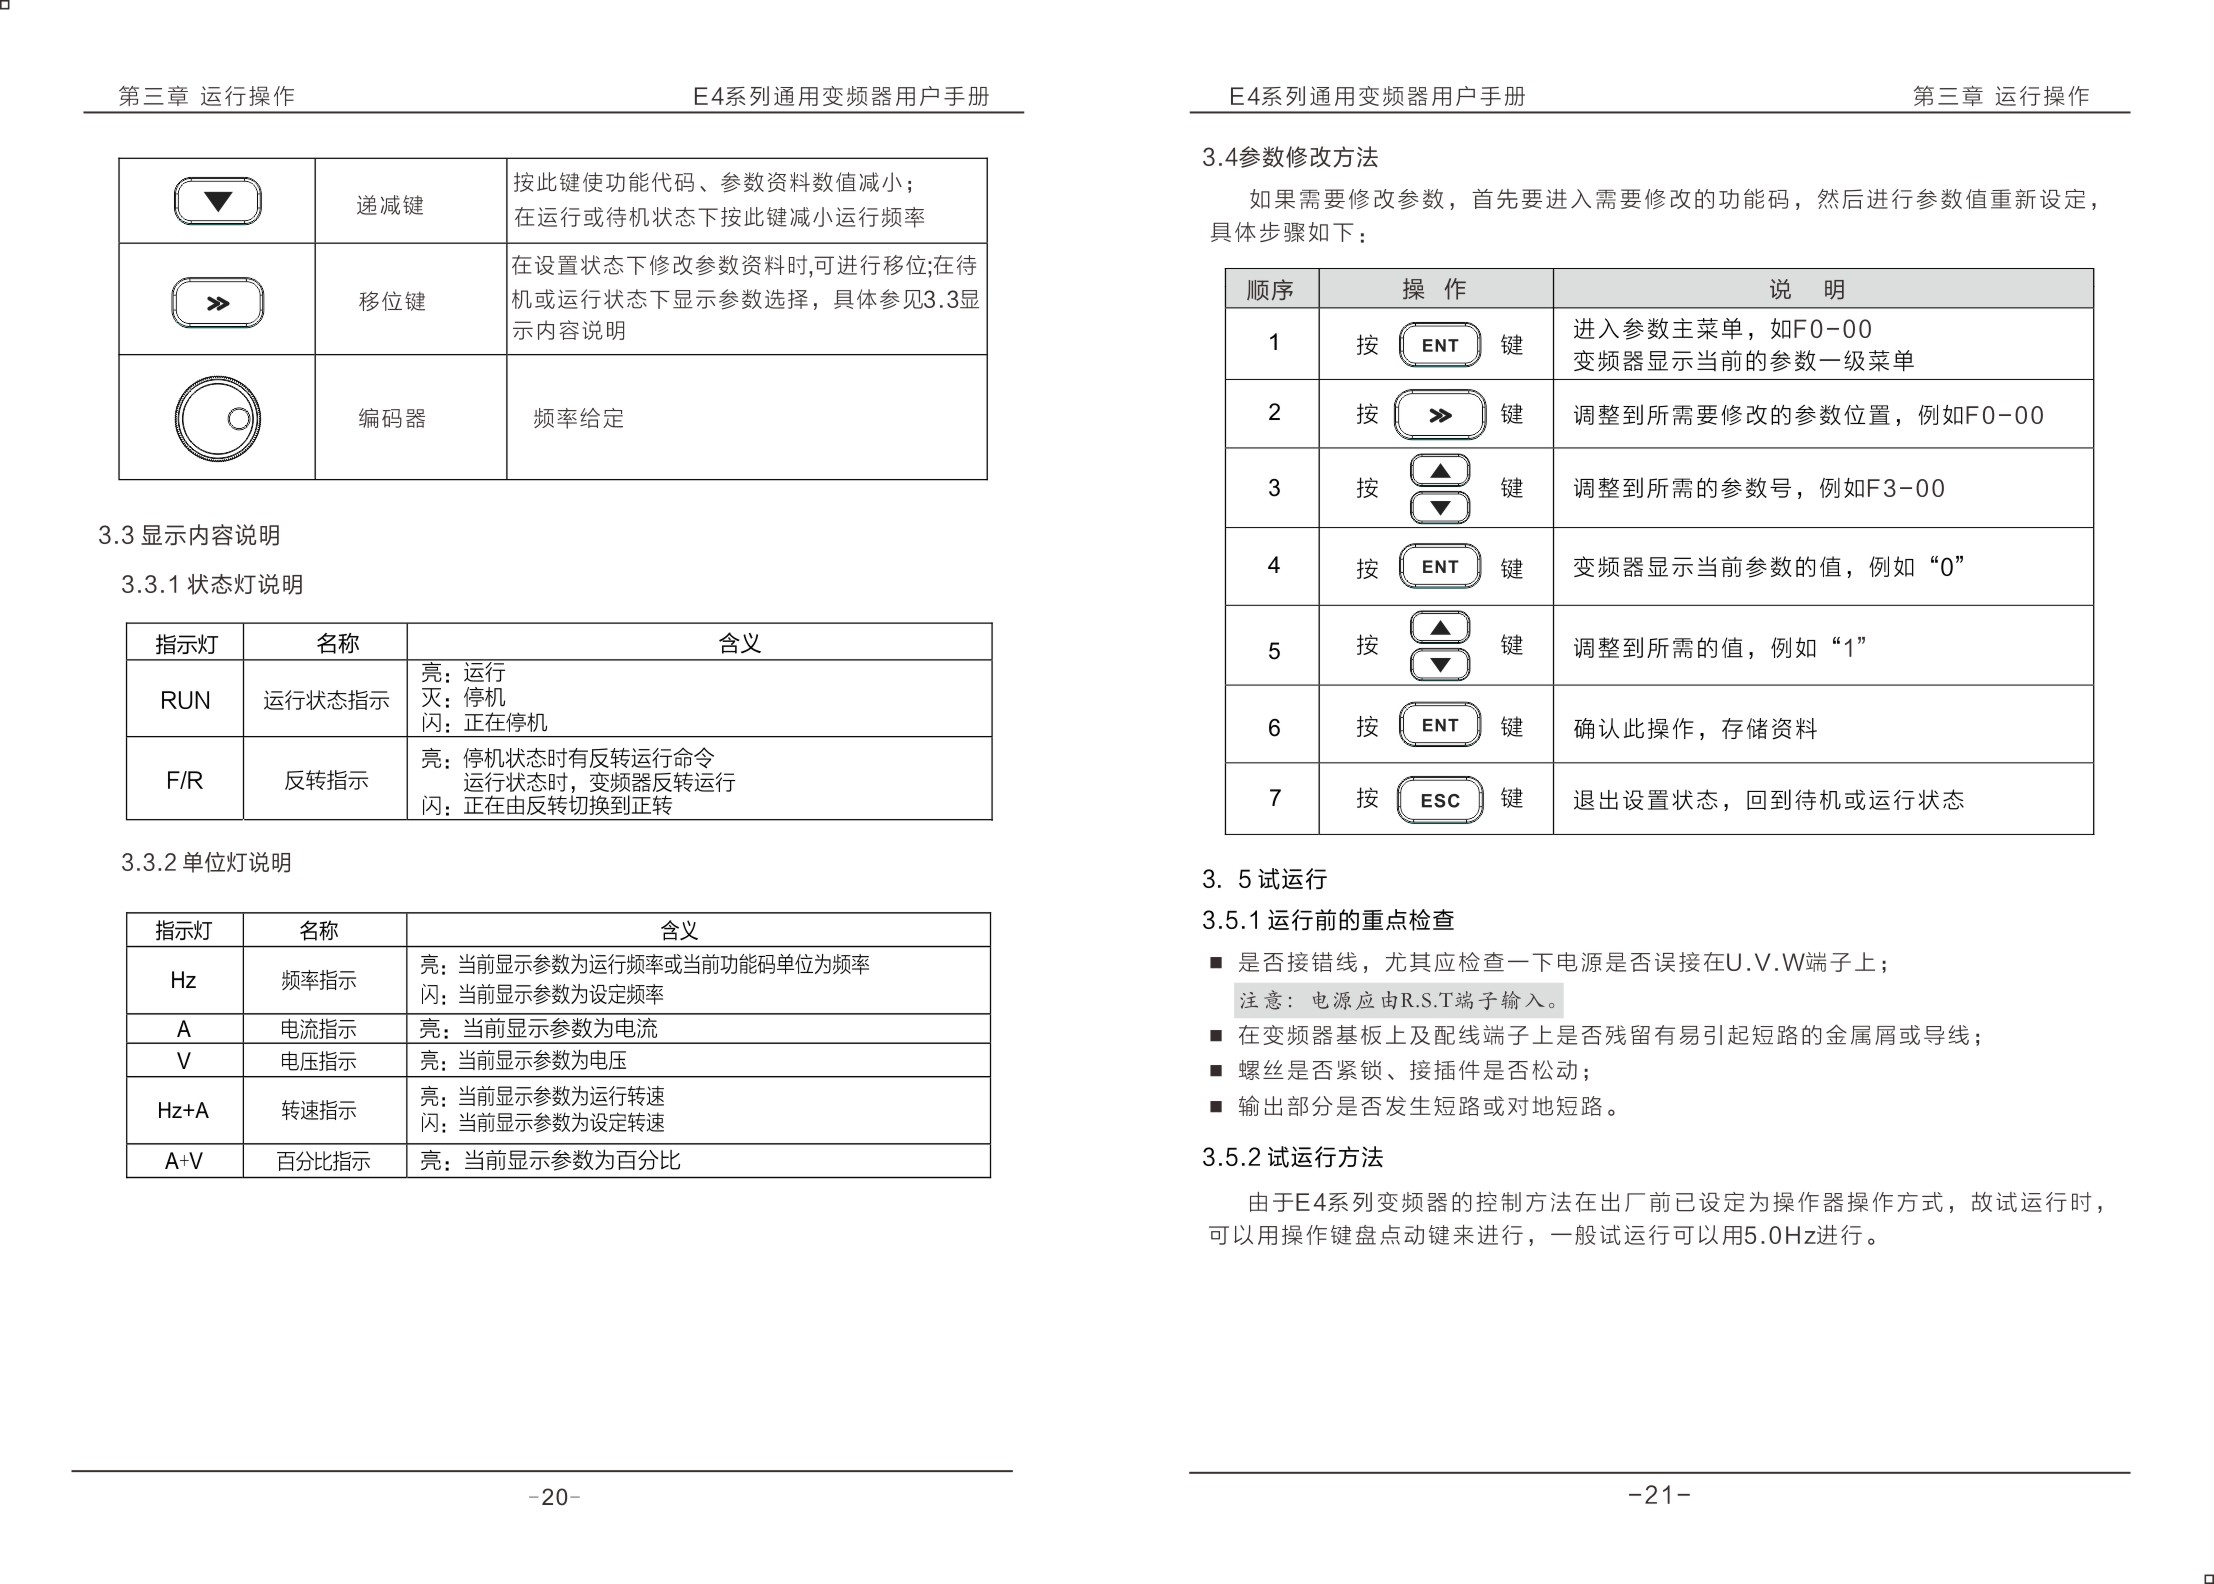 第三章 运行操作
E4系列通用变频器用户手册
递减键
按此键使功能代码、参数资料数值减小；
在运行或待机状态下按此键减小运行频率
移位键
在设置状态下修改参数资料时,可进行移位;在待
机或运行状态下显示参数选择，具体参见3.3显
示内容说明
编码器
频率给定
3.3 显示内容说明
3.3.1 状态灯说明
指示灯 名称 含义
RUN 运行状态指示
亮：运行
灭：停机
闪：正在停机
F/R 反转指示
亮：停机状态时有反转运行命令
运行状态时，变频器反转运行
闪：正在由反转切换到正转
3.3.2 单位灯说明
指示灯 名称 含义
Hz 频率指示
亮：当前显示参数为运行频率或当前功能码单位为频率
闪：当前显示参数为设定频率
A 电流指示 亮：当前显示参数为电流
V 电压指示 亮：当前显示参数为电压
Hz+A 转速指示
亮：当前显示参数为运行转速
闪：当前显示参数为设定转速
A+V 百分比指示 亮：当前显示参数为百分比
-20-
E4系列通用变频器用户手册
第三章 运行操作
3.4参数修改方法
如果需要修改参数，首先要进入需要修改的功能码，然后进行参数值重新设定，
具体步骤如下：
顺序 操 作 说 明
1 按 ENT 键
进入参数主菜单，如F0-00
变频器显示当前的参数一级菜单
2 按 键 调整到所需要修改的参数位置，例如F0-00
3 按 键 调整到所需的参数号，例如F3-00
4 按 ENT 键 变频器显示当前参数的值，例如“0”
5 按 键 调整到所需的值，例如“1”
6 按 ENT 键 确认此操作，存储资料
7 按 ESC 键 退出设置状态，回到待机或运行状态
3. 5 试运行
3.5.1 运行前的重点检查
■ 是否接错线，尤其应检查一下电源是否误接在U.V.W端子上；
注意：电源应由R.S.T端子输入。
■ 在变频器基板上及配线端子上是否残留有易引起短路的金属屑或导线；
■ 螺丝是否紧锁、接插件是否松动；
■ 输出部分是否发生短路或对地短路。
3.5.2 试运行方法
由于E4系列变频器的控制方法在出厂前已设定为操作器操作方式，故试运行时，
可以用操作键盘点动键来进行，一般试运行可以用5.0Hz进行。
-21-